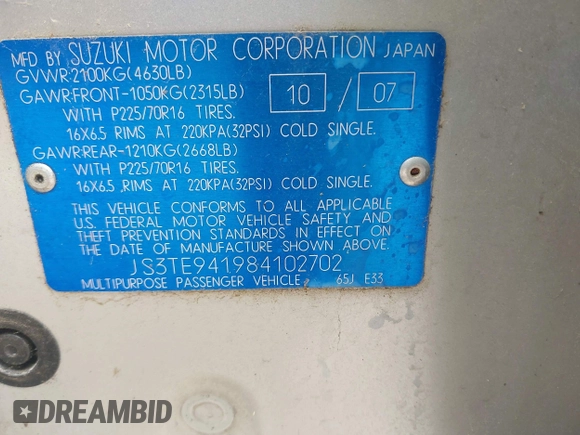 MFD BY SUZUKI MOTOR CORPORATION JAPAN
GVWR:2100KG(4630LB)
GAWR:FRONT-1050KG(2315LB) 10 / 07
WITH P225/70R16 TIRES.
16X6.5 RIMS AT 220KPA(32PSI) COLD SINGLE.
GAWR:REAR-1210KG(2668LB)
WITH P225/70R16 TIRES.
16X6.5 RIMS AT 220KPA(32PSI) COLD SINGLE.
THIS VEHICLE CONFORMS TO ALL APPLICABLE
U.S. FEDERAL MOTOR VEHICLE SAFETY AND
THEFT PREVENTION STANDARDS IN EFFECT ON
THE DATE OF MANUFACTURE SHOWN ABOVE.
JS3TE941984102702
MULTIPURPOSE PASSENGER VEHICLE 65J E33
DREAMBID